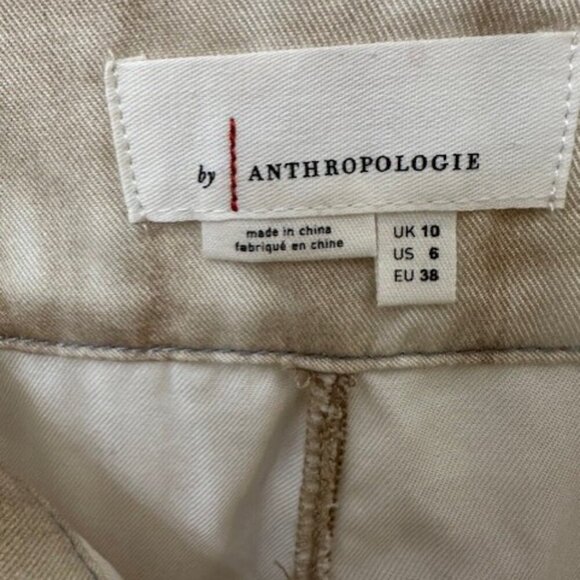 by ANTHROPOLOGIE
made in china
fabriqué en chine
UK 10
US 6
EU 38